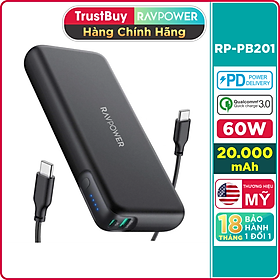 TrustBuy RAVPOWER
Hàng Chính Hãng
RP-PB201
PD POWER DELIVERY
Qualcomm quick charge 3.0
60W
20.000 mAh
THƯƠNG HIỆU MỸ
18 THÁNG BẢO HÀNH 1 ĐỔI 1
RAVPOWER